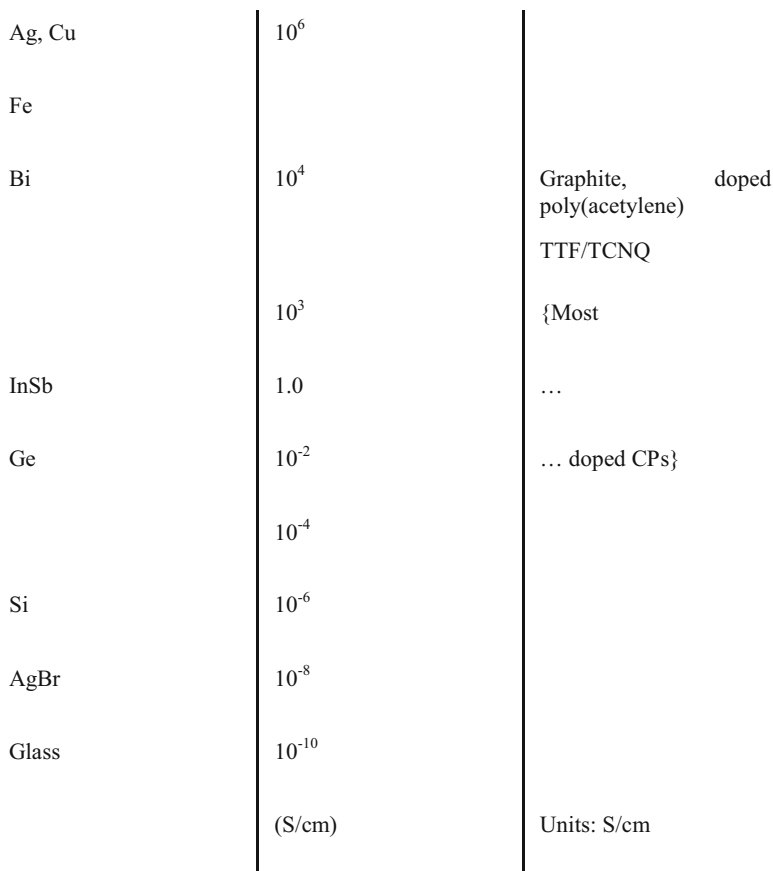 Ag, Cu 10^6
Fe
Bi 10^4 Graphite, doped
poly(acetylene)
TTF/TCNQ
10^3 {Most
InSb 1.0 …
Ge 10^-2 … doped CPs}
10^-4
Si 10^-6
AgBr 10^-8
Glass 10^-10
(S/cm) Units: S/cm